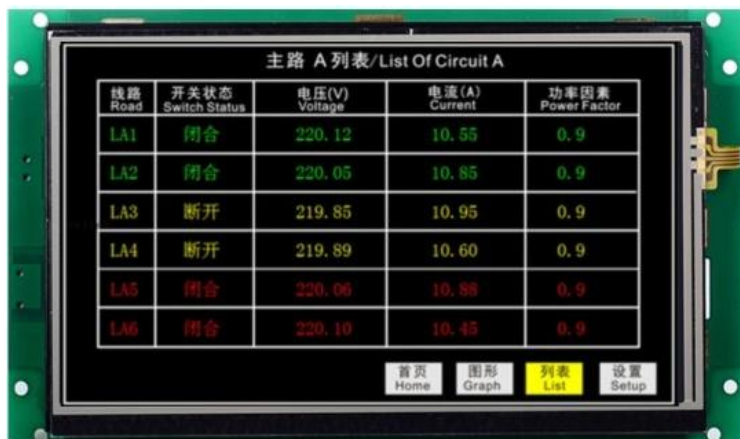 主路 A列表/List Of Circuit A
线路 开关状态 电压(V) 电流(A) 功率因素
Road Switch Status Voltage Current Power Factor
LA1 闭合 220.12 10.55 0.9
LA2 闭合 220.05 10.85 0.9
LA3 断开 219.85 10.95 0.9
LA4 断开 219.89 10.60 0.9
LA5 闭合 220.06 10.88 0.9
LA6 闭合 220.10 10.45 0.9
首页 图形 列表 设置
Home Graph List Setup